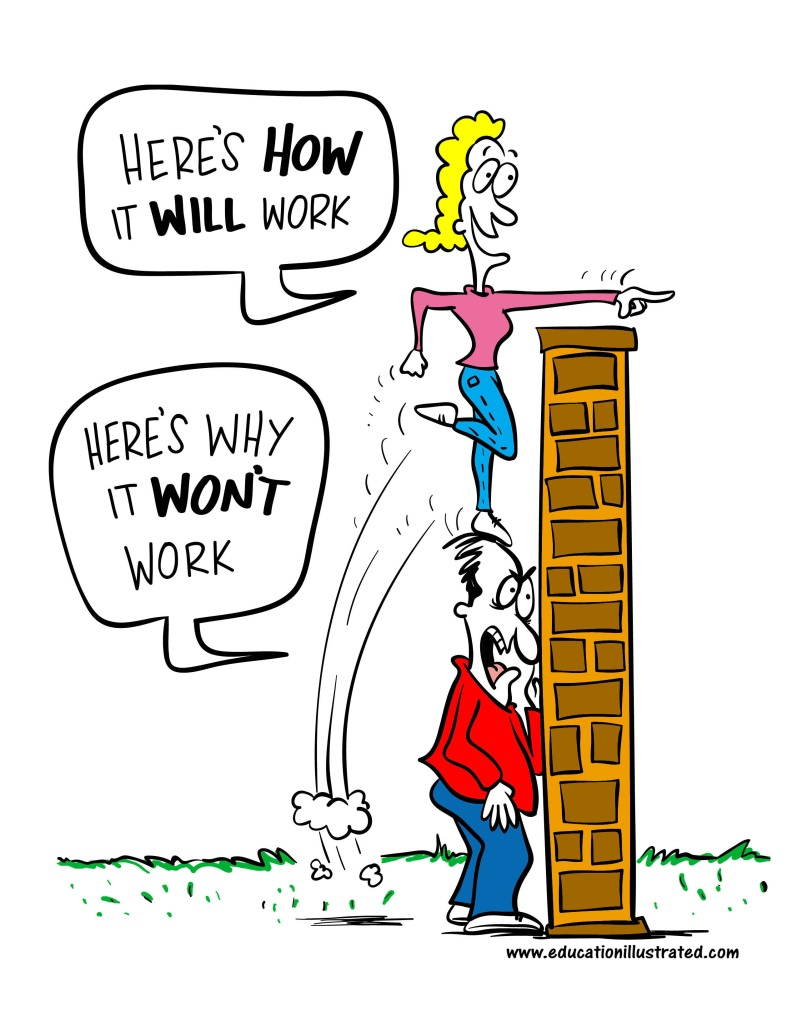 HERE'S HOW
IT WILL WORK
HERE'S WHY
IT WON'T
WORK
www.educationillustrated.com